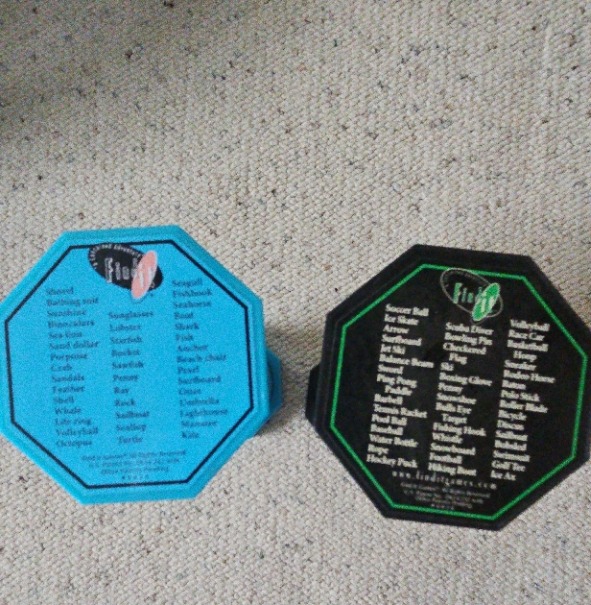 Find It
Shovel
Bathing suit
Sunshine
Binoculars
Sea lion
Sand dollar
Porpoise
Crab
Sandals
Feather
Shell
Whale
Life ring
Volleyball
Octopus
Sunglasses
Lobster
Starfish
Bucket
Sawfish
Penny
Ray
Rock
Sailboat
Scallop
Turtle
Seagull
Fishhook
Seahorse
Boat
Shark
Fish
Anchor
Beach chair
Pearl
Surfboard
Otter
Umbrella
Lighthouse
Manatee
Kite
Find It
Soccer Ball
Ice Skate
Arrow
Surfboard
Jet Ski
Balance Beam
Sword
Ping Pong
Paddle
Barbell
Tennis Racket
Pool Ball
Baseball
Water Bottle
Rope
Hockey Puck
Scuba Diver
Bowling Pin
Checkered
Flag
Ski
Boxing Glove
Penny
Snowshoe
Bulls Eye
Target
Fishing Hook
Whistle
Snowboard
Football
Hiking Boot
Volleyball
Race Car
Basketball
Hoop
Sneaker
Rodeo Horse
Baton
Polo Stick
Roller Blade
Bicycle
Discus
Sailboat
Bobsled
Swimsuit
Golf Tee
Ice Ax
www.finditgames.com